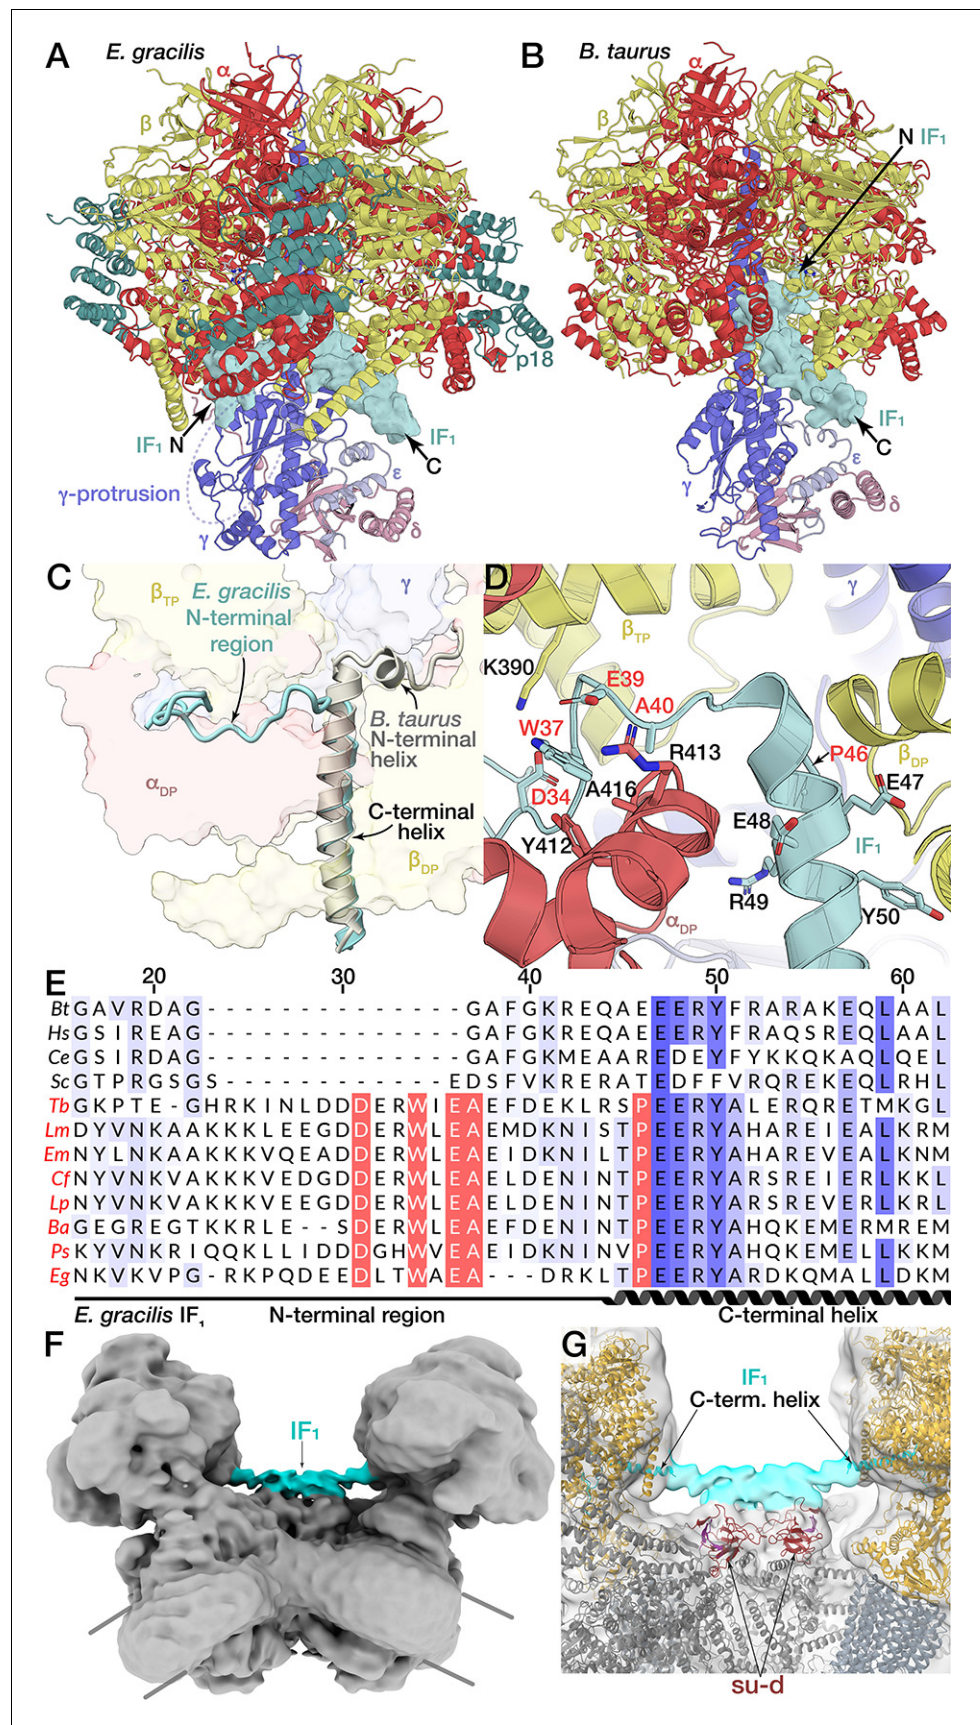 A E. gracilis
B B. taurus
α
β
IF1 N
IF1
C
p18
γ-protrusion
γ
ε
δ
α
β
N IF1
IF1
C
γ
ε
δ
C
βTP
E. gracilis
N-terminal
region
γ
B. taurus
N-terminal
helix
αDP
C-terminal
helix
βDP
D
βTP
γ
K390
E39
A40
W37
R413
P46
βDP
E47
D34
A416
E48
Y412
IF1
R49
Y50
αDP
E
20 30 40 50 60
Bt G A V R D A G - - - - - - - - - - - - - - G A F G K R E Q A E E E R Y F R A R A K E Q L A A L
Hs G S I R E A G - - - - - - - - - - - - - - G A F G K R E Q A E E E R Y F R A Q S R E Q L A A L
Ce G S I R D A G - - - - - - - - - - - - - - G A F G K M E A A R E D E Y F Y K K Q K A Q L Q E L
Sc G T P R G S G S - - - - - - - - - - - - E D S F V K R E R A T E D F F V R Q R E K E Q L R H L
Tb G K P T E - G H R K I N L D D D E R W I E A E F D E K L R S P E E R Y A L E R Q R E T M K G L
Lm D Y V N K A A K K K L E E G D D E R W L E A E M D K N I S T P E E R Y A H A R E I E A L K R M
Em N Y L N K A A K K K V Q E A D D E R W L E A E I D K N I L T P E E R Y A H A R E V E A L K N M
Cf N Y V N K V A K K K V E D G D D E R W L E A E L D E N I N T P E E R Y A R S R E I E R L K K L
Lp N Y V N K V A K K K V E E G D D E R W L E A E L D E N I N T P E E R Y A R S R E V E R L K R L
Ba G E G R E G T K K R L E - - S D E R W L E A E F D E N I N T P E E R Y A H Q K E M E R M R E M
Ps K Y V N K R I Q Q K L L I D D D G H W V E A E I D K N I N V P E E R Y A H Q K E M E L L K K M
Eg N K V K V P G - R K P Q D E E D L T W A E A - - - D R K L T P E E R Y A R D K Q M A L L D K M
E. gracilis IF1 N-terminal region C-terminal helix
F
IF1
G
IF1
C-term. helix
su-d